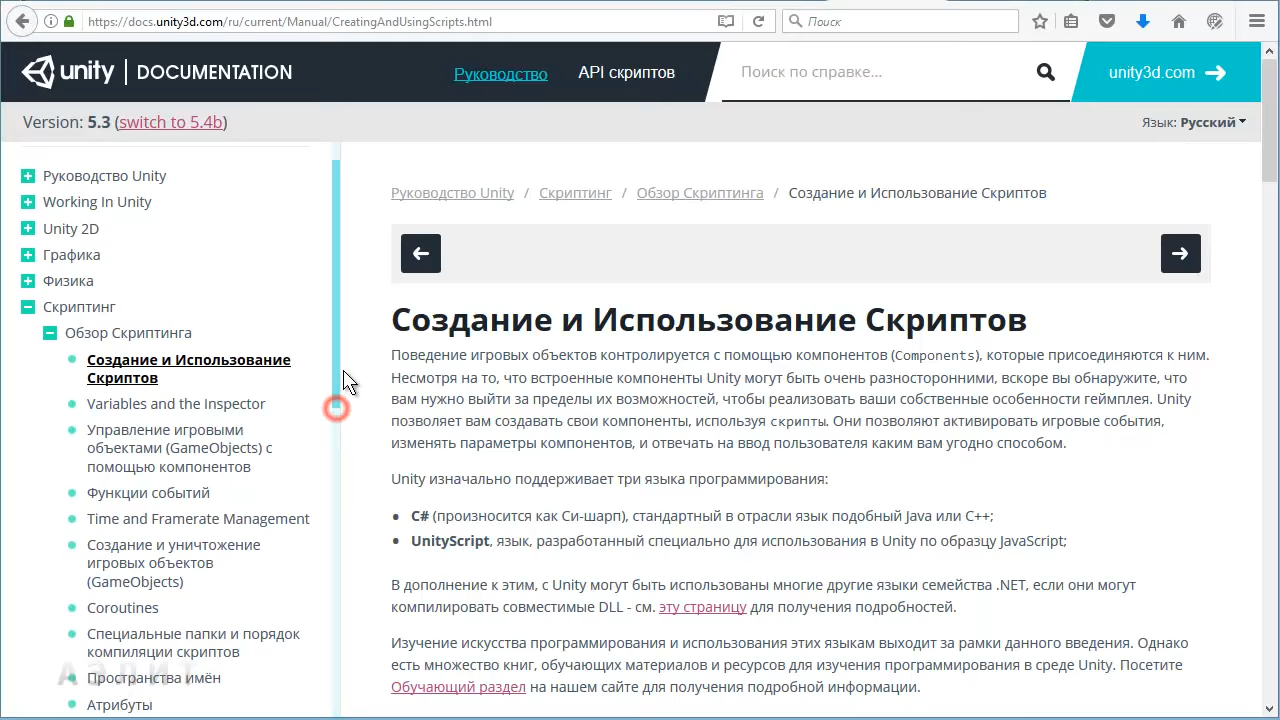 https://docs.unity3d.com/ru/current/Manual/CreatingAndUsingScripts.html
Поиск
unity | DOCUMENTATION
Руководство
API скриптов
Поиск по справке...
unity3d.com
Version: 5.3 (switch to 5.4b)
Язык: Русский
Руководство Unity
Working In Unity
Unity 2D
Графика
Физика
Скриптинг
Обзор Скриптинга
Создание и Использование
Скриптов
Variables and the Inspector
Управление игровыми
объектами (GameObjects) с
помощью компонентов
Функции событий
Time and Framerate Management
Создание и уничтожение
игровых объектов
(GameObjects)
Coroutines
Специальные папки и порядок
компиляции скриптов
Пространства имён
Атрибуты
АЭРИТ
Руководство Unity / Скриптинг / Обзор Скриптинга / Создание и Использование Скриптов
Создание и Использование Скриптов
Поведение игровых объектов контролируется с помощью компонентов (Components), которые присоединяются к ним.
Несмотря на то, что встроенные компоненты Unity могут быть очень разносторонними, вскоре вы обнаружите, что
вам нужно выйти за пределы их возможностей, чтобы реализовать ваши собственные особенности геймплея. Unity
позволяет вам создавать свои компоненты, используя скрипты. Они позволяют активировать игровые события,
изменять параметры компонентов, и отвечать на ввод пользователя каким вам угодно способом.
Unity изначально поддерживает три языка программирования:
C# (произносится как Си-шарп), стандартный в отрасли язык подобный Java или C++;
UnityScript, язык, разработанный специально для использования в Unity по образцу JavaScript;
В дополнение к этим, с Unity могут быть использованы многие другие языки семейства .NET, если они могут
компилировать совместимые DLL - см. эту страницу для получения подробностей.
Изучение искусства программирования и использования этих языкам выходит за рамки данного введения. Однако
есть множество книг, обучающих материалов и ресурсов для изучения программирования в среде Unity. Посетите
Обучающий раздел на нашем сайте для получения подробной информации.